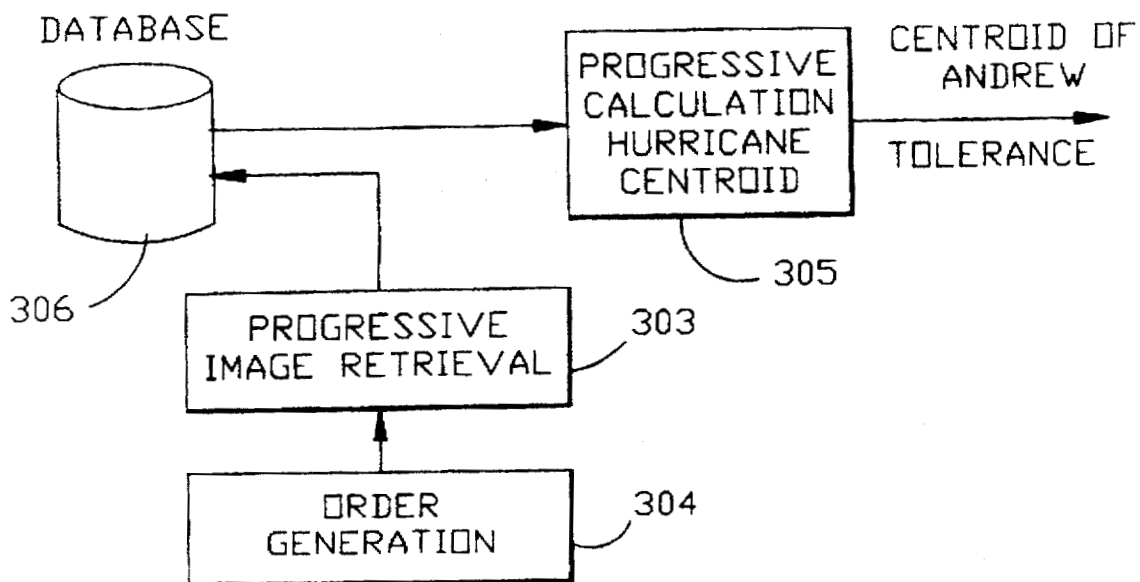 DATABASE
306
PROGRESSIVE
CALCULATION
HURRICANE
CENTROID
305
CENTROID OF
ANDREW
TOLERANCE
PROGRESSIVE
IMAGE RETRIEVAL
303
ORDER
GENERATION
304